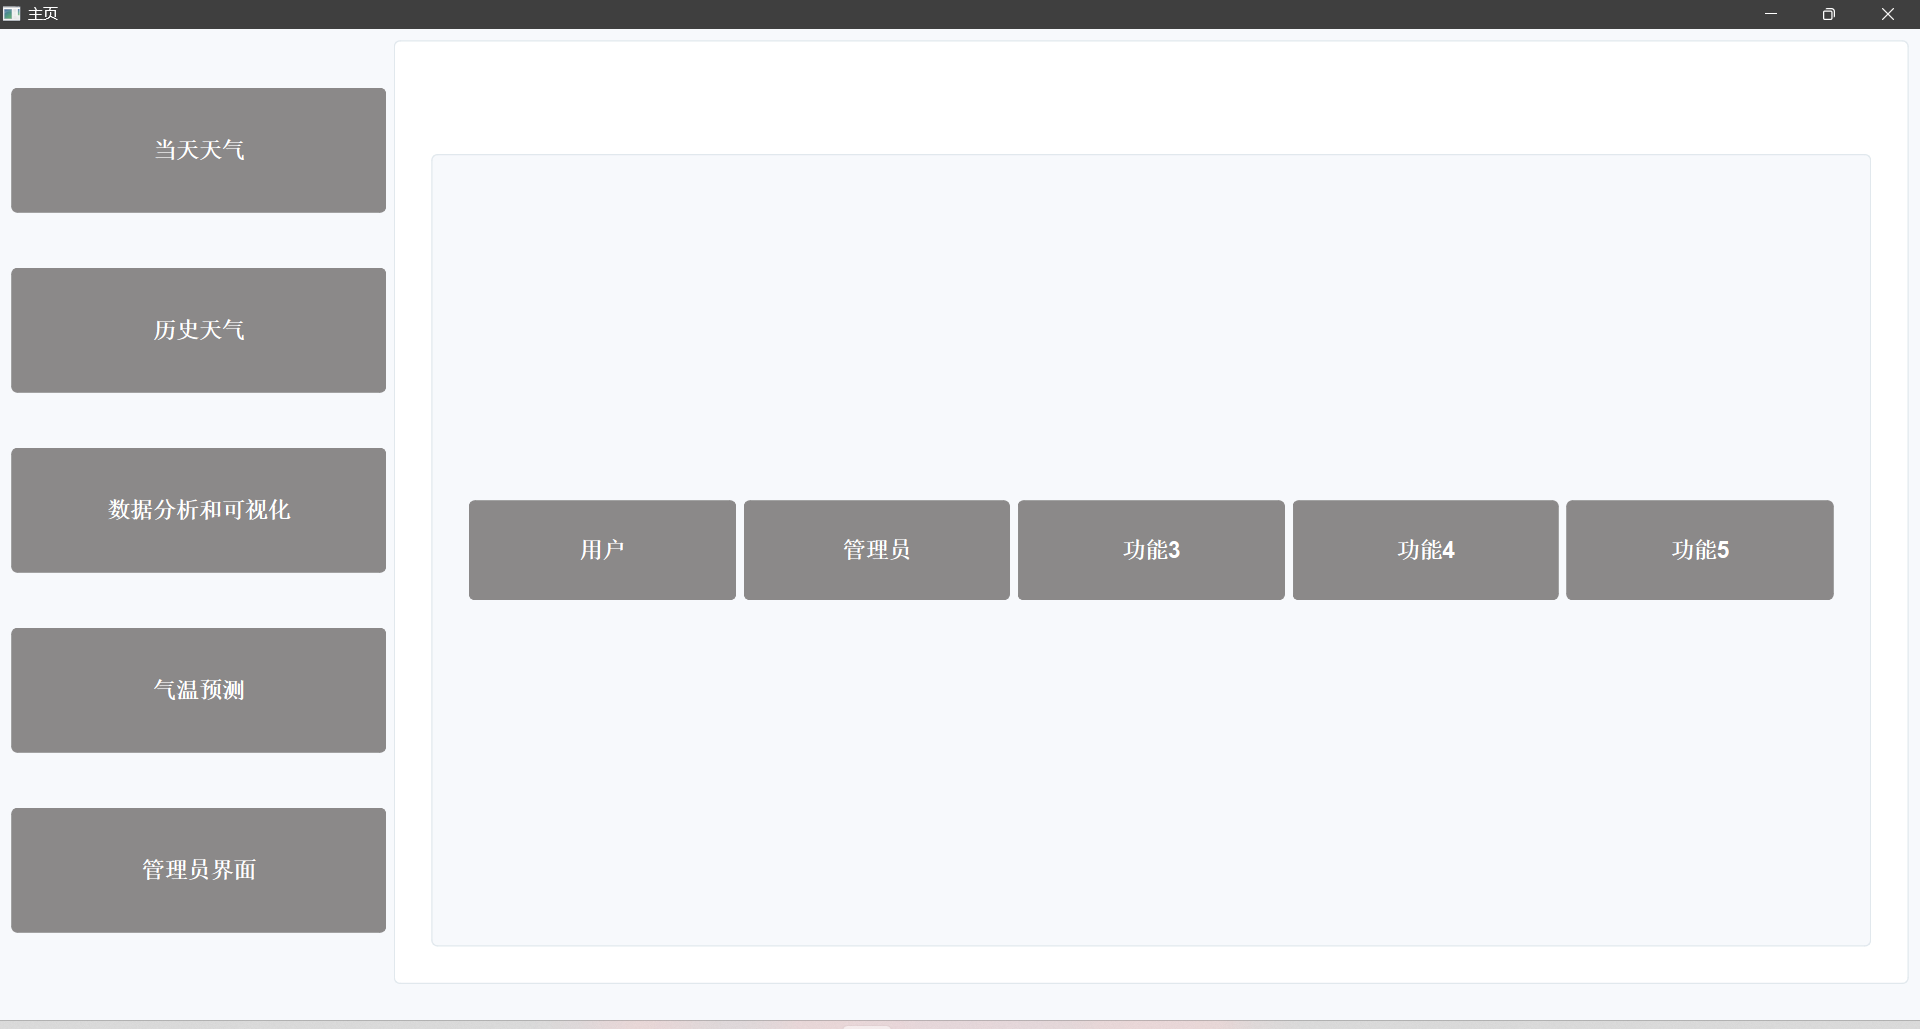 主页
当天天气
历史天气
数据分析和可视化
气温预测
管理员界面
用户
管理员
功能3
功能4
功能5